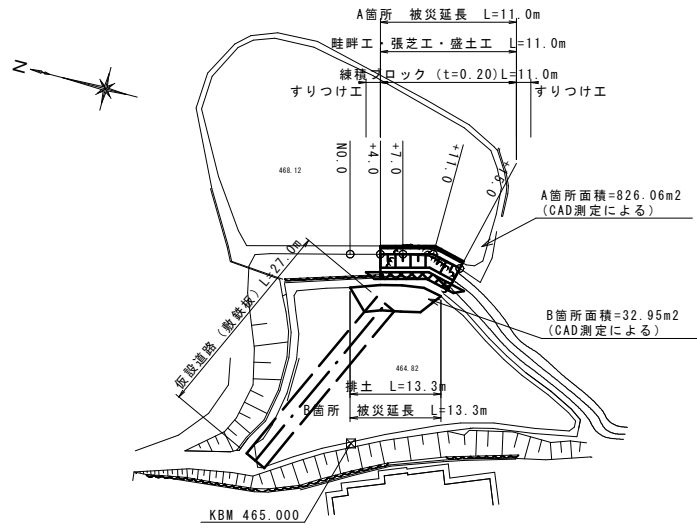 A箇所 被災延長 L=11.0m
畦畔工・張芝工・盛土工 L=11.0m
練積ブロック (t=0.20)L=11.0m
すりつけ工
すりつけ工
N
NO.0
+4.0
+7.0
+11.0
+15.0
468.12
A箇所面積=826.06m2
(CAD測定による)
仮設道路(敷鉄板)L=27.0m
B箇所面積=32.95m2
(CAD測定による)
464.82
排土 L=13.3m
B箇所 被災延長 L=13.3m
KBM 465.000